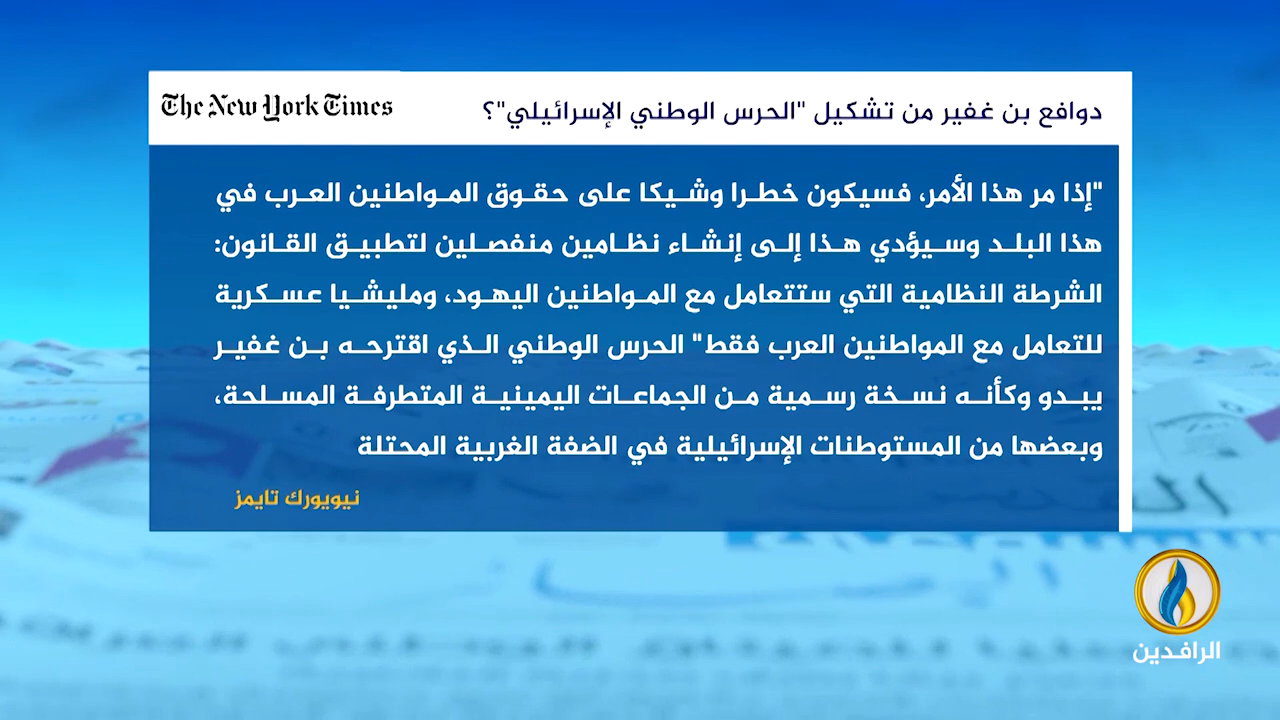 The New York Times
دوافع بن غفير من تشكيل "الحرس الوطني الإسرائيلي"؟
"إذا مر هذا الأمر، فسيكون خطرا وشيكا على حقوق المواطنين العرب في
هذا البلد وسيؤدي هذا إلى إنشاء نظامين منفصلين لتطبيق القانون:
الشرطة النظامية التي ستتعامل مع المواطنين اليهود، ومليشيا عسكرية
للتعامل مع المواطنين العرب فقط" الحرس الوطني الذي اقترحه بن غفير
يبدو وكأنه نسخة رسمية من الجماعات اليمينية المتطرفة المسلحة،
وبعضها من المستوطنات الإسرائيلية في الضفة الغربية المحتلة
نيويورك تايمز
الرافدين